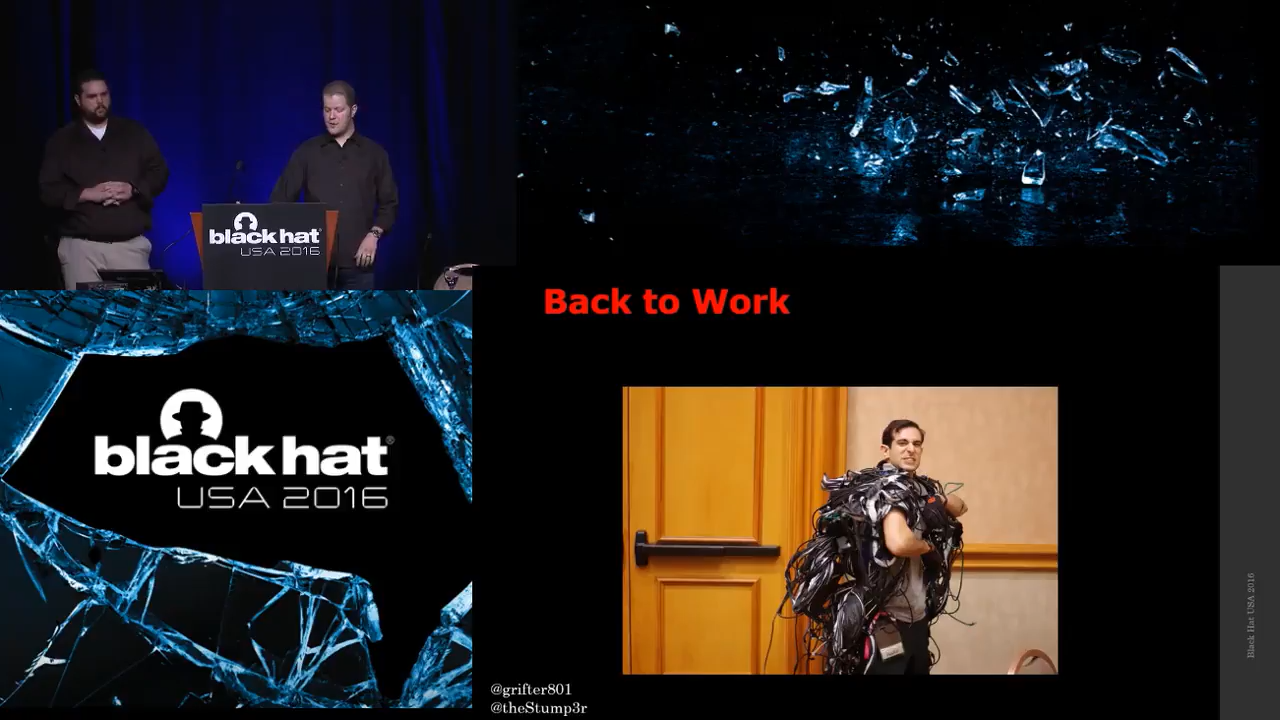 black hat
USA 2016
Back to Work
black hat®
USA 2016
Black Hat USA 2016
@grifter801
@theStump3r